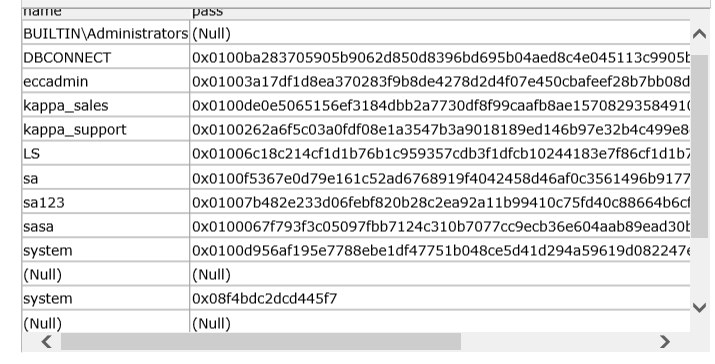 name pass
BUILTIN\Administrators (Null)
DBCONNECT 0x0100ba283705905b9062d850d8396bd695b04aed8c4e045113c9905b
eccadmin 0x01003a17df1d8ea370283f9b8de4278d2d4f07e450cbafeef28b7bb08d
kappa_sales 0x0100de0e5065156ef3184dbb2a7730df8f99caafb8ae1570829358491(
kappa_support 0x0100262a6f5c03a0fdf08e1a3547b3a9018189ed146b97e32b4c499e8
LS 0x01006c18c214cf1d1b76b1c959357cdb3f1dfcb10244183e7f86cf1d1b7
sa 0x0100f5367e0d79e161c52ad6768919f4042458d46af0c3561496b9177
sa123 0x01007b482e233d06febf820b28c2ea92a11b99410c75fd40c88664b6cf
sasa 0x0100067f793f3c05097fbb7124c310b7077cc9ecb36e604aab89ead30b
system 0x0100d956af195e7788ebe1df47751b048ce5d41d294a59619d082247e
(Null) (Null)
system 0x08f4bdc2dcd445f7
(Null) (Null)